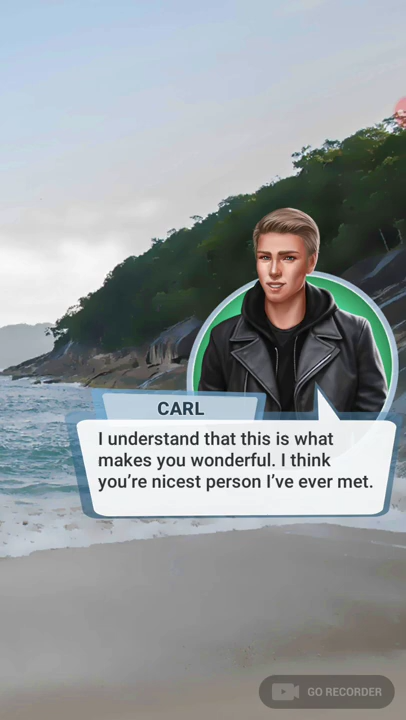 CARL
I understand that this is what
makes you wonderful. I think
you're nicest person I've ever met.
GO RECORDER